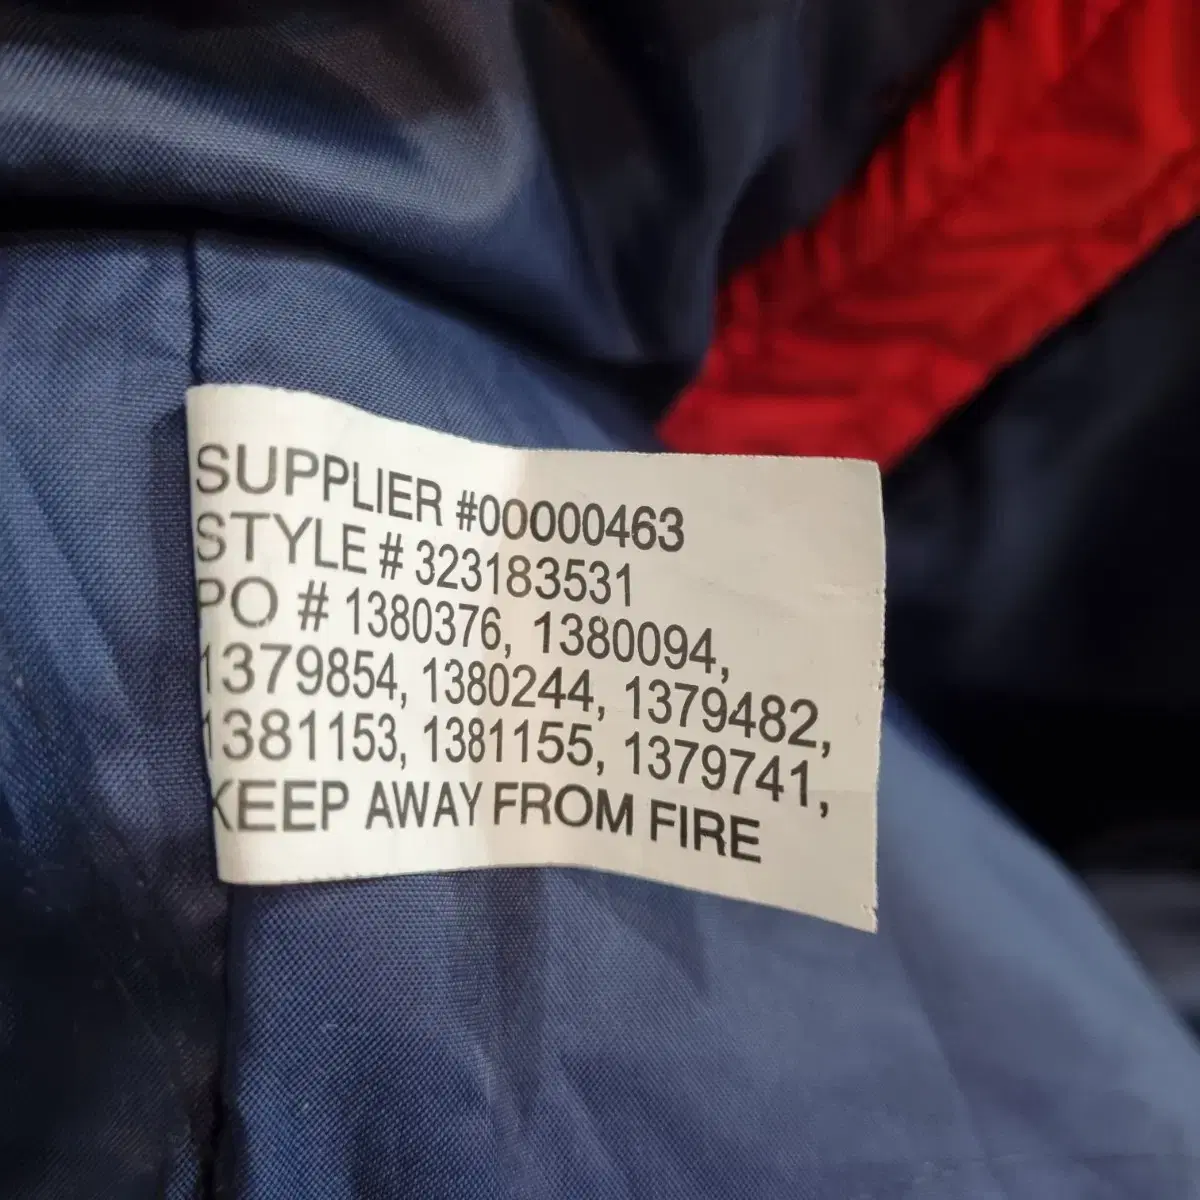 SUPPLIER #00000463
STYLE # 323183531
PO # 1380376, 1380094,
1379854, 1380244, 1379482,
1381153, 1381155, 1379741,
KEEP AWAY FROM FIRE